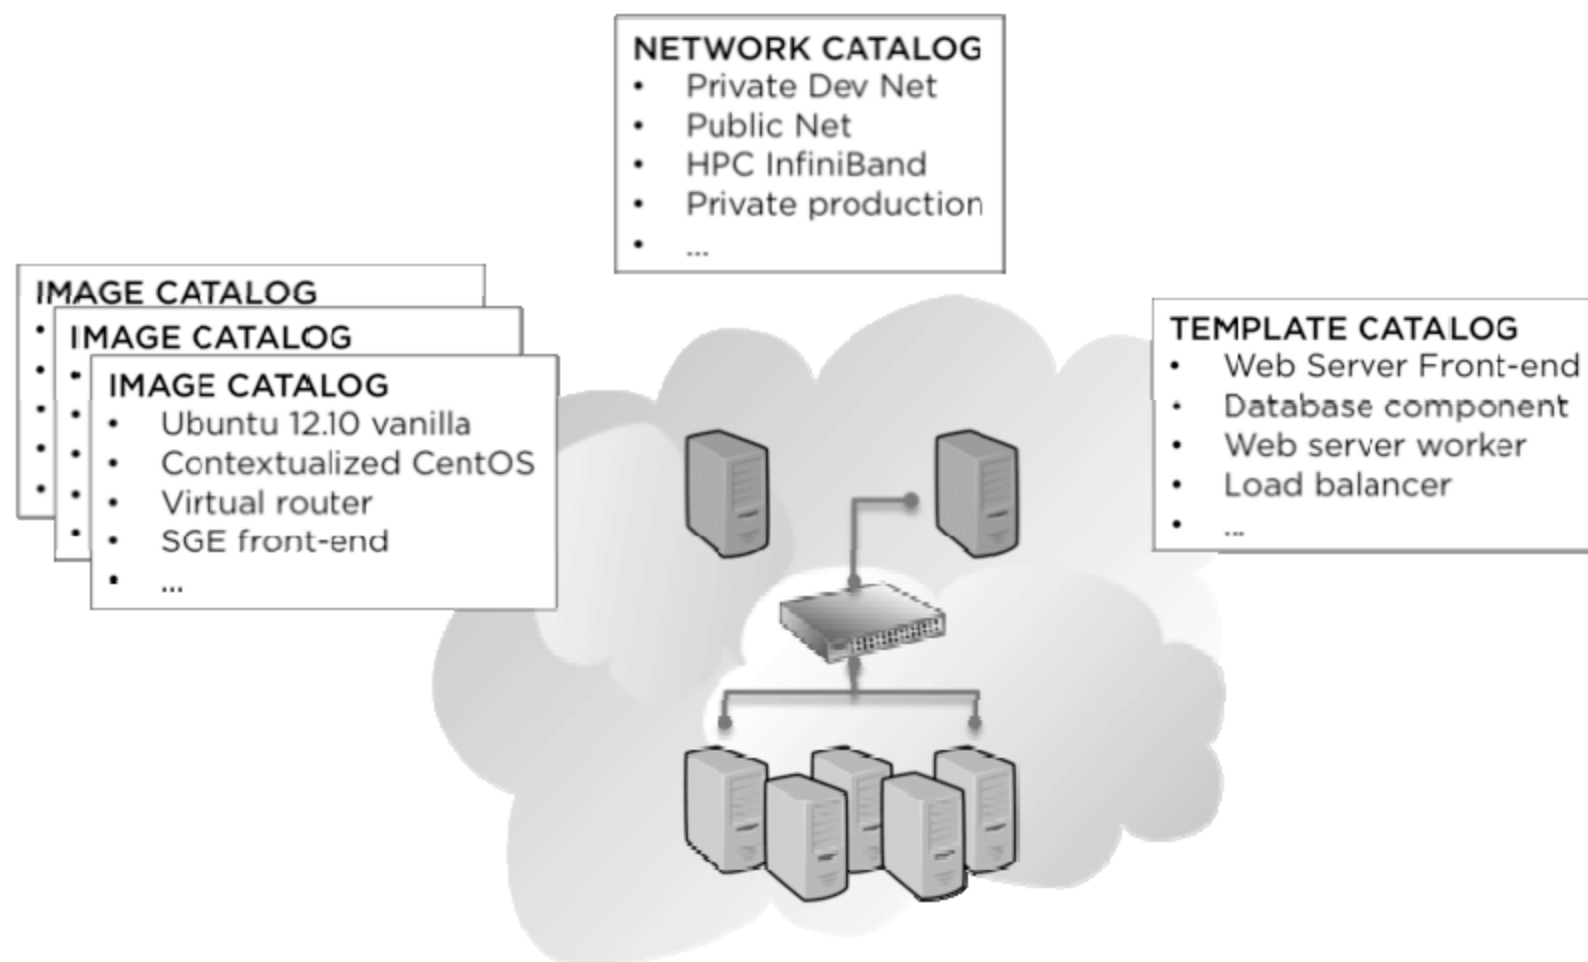 NETWORK CATALOG
• Private Dev Net
• Public Net
• HPC InfiniBand
• Private production
• ...
IMAGE CATALOG
IMAGE CATALOG
IMAGE CATALOG
• Ubuntu 12.10 vanilla
• Contextualized CentOS
• Virtual router
• SGE front-end
• ...
TEMPLATE CATALOG
• Web Server Front-end
• Database component
• Web server worker
• Load balancer
• ...